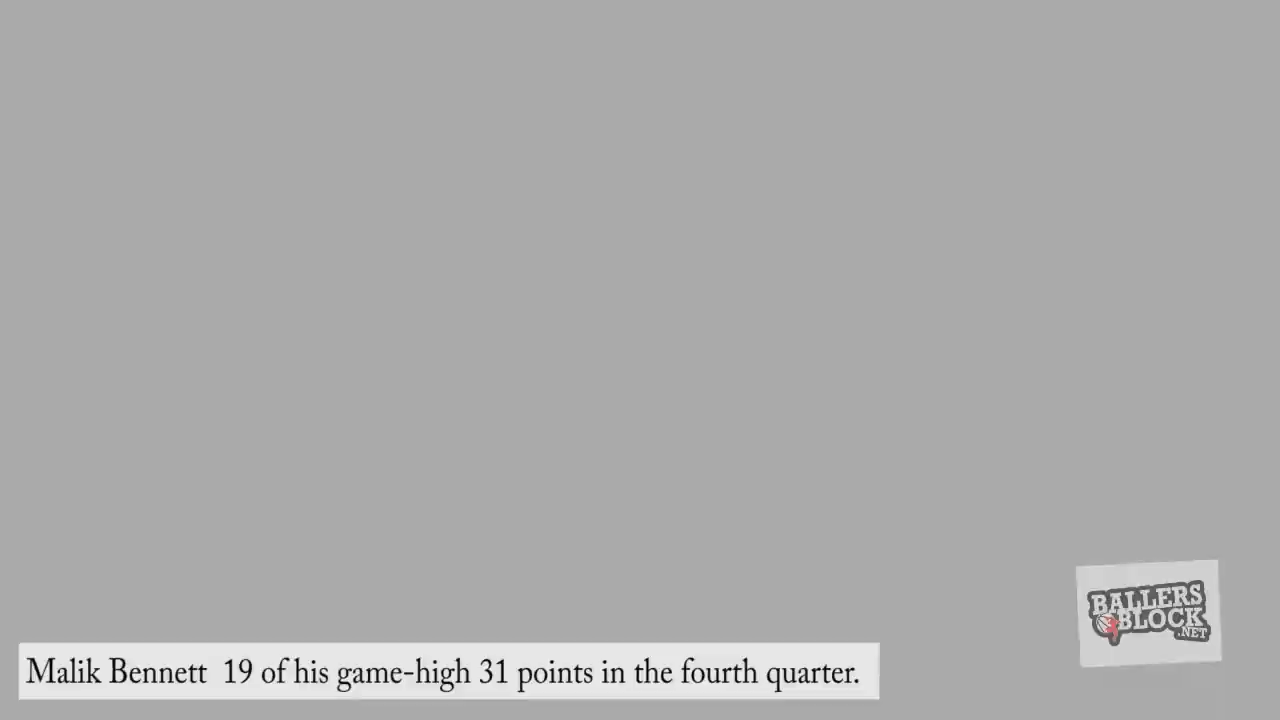 BALLERS
BLOCK
.NET
Malik Bennett  19 of his game-high 31 points in the fourth quarter.